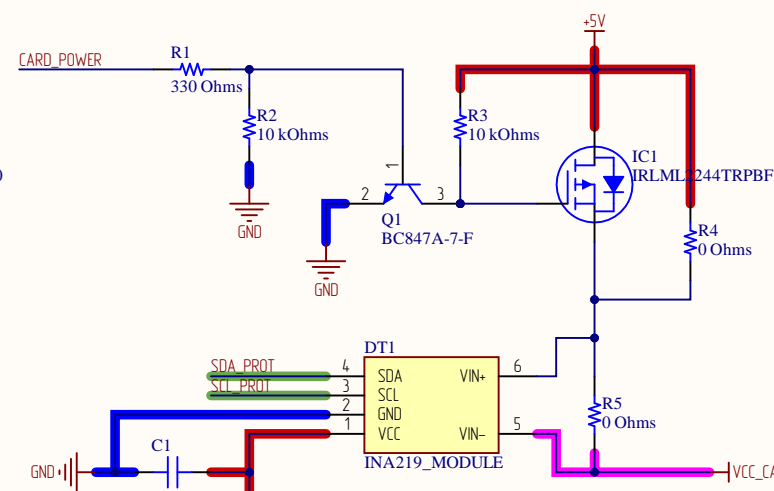 +5V
CARD_POWER
R1
330 Ohms
R2
10 kOhms
R3
10 kOhms
IC1
IRLML2244TRPBF
1
2
3
Q1
BC847A-7-F
GND
R4
0 Ohms
GND
DT1
SDA_PROT
4
SDA
VIN+
6
SCL_PROT
3
SCL
2
GND
1
VCC
VIN-
5
R5
0 Ohms
INA219_MODULE
C1
GND
VCC_CA